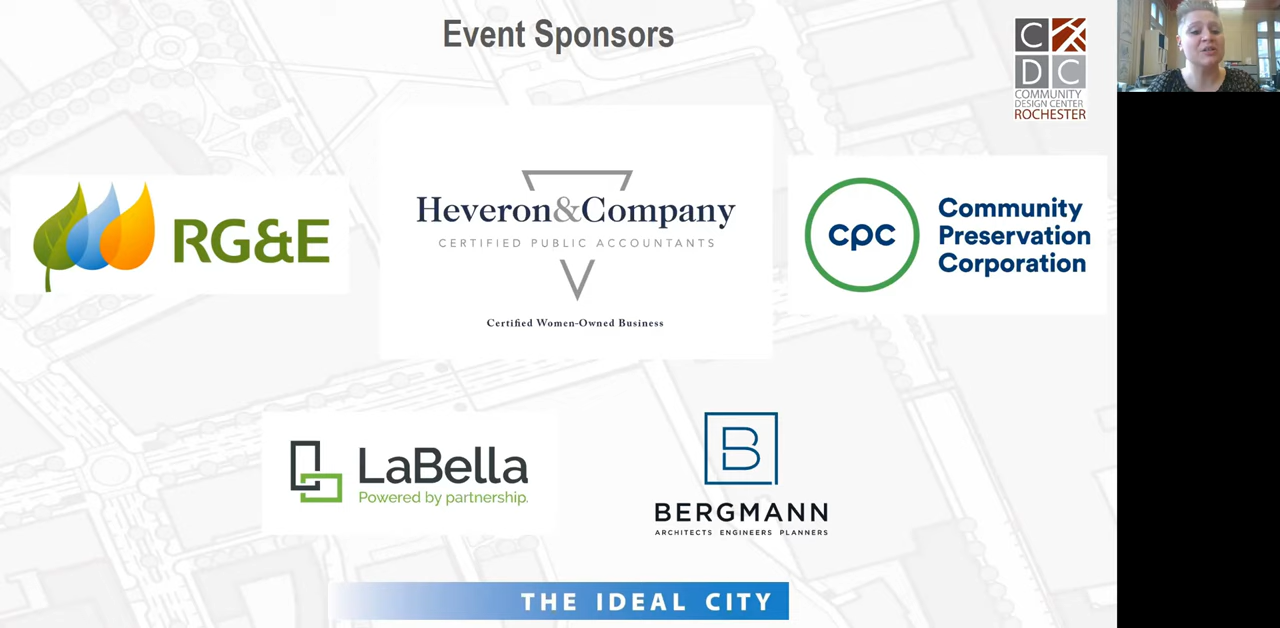 Event Sponsors
C
DC
COMMUNITY
DESIGN CENTER
ROCHESTER
RG&E
Heveron&Company
CERTIFIED PUBLIC ACCOUNTANTS
Certified Women-Owned Business
cpc
Community
Preservation
Corporation
LaBella
Powered by partnership.
B
BERGMANN
ARCHITECTS ENGINEERS PLANNERS
THE IDEAL CITY